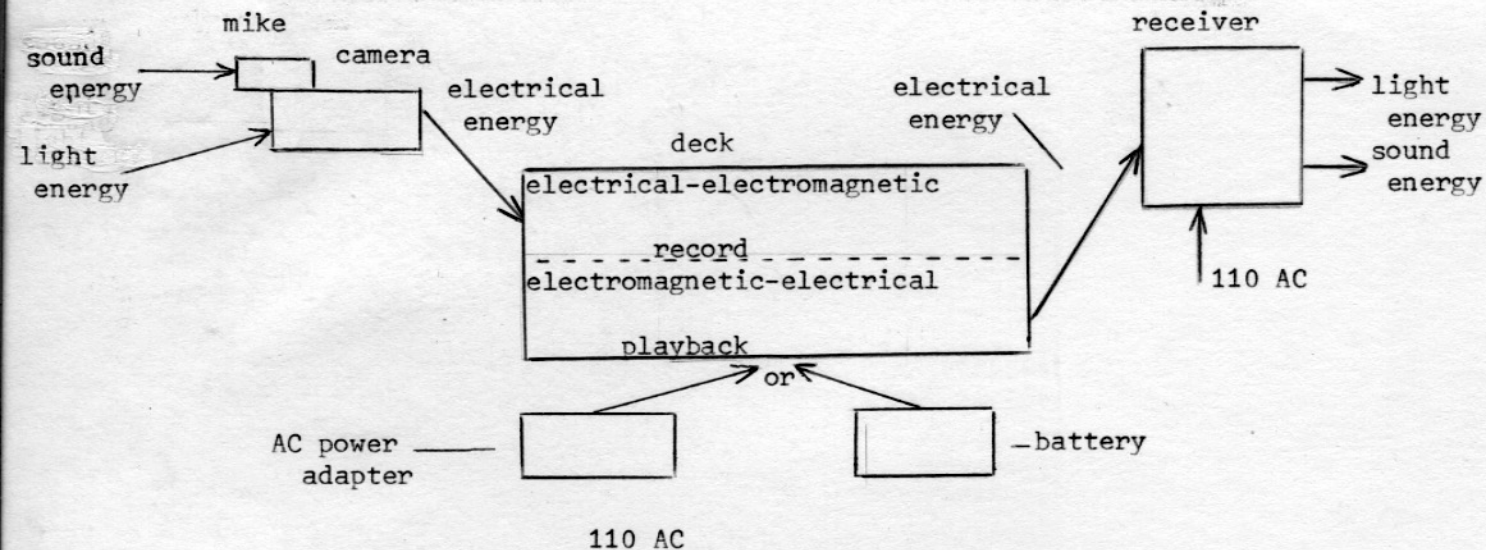 mike
receiver
sound
energy
camera
light
energy
electrical
energy
deck
electrical-electromagnetic
record
electromagnetic-electrical
playback
electrical
energy
light
energy
sound
energy
110 AC
or
AC power
adapter
battery
110 AC